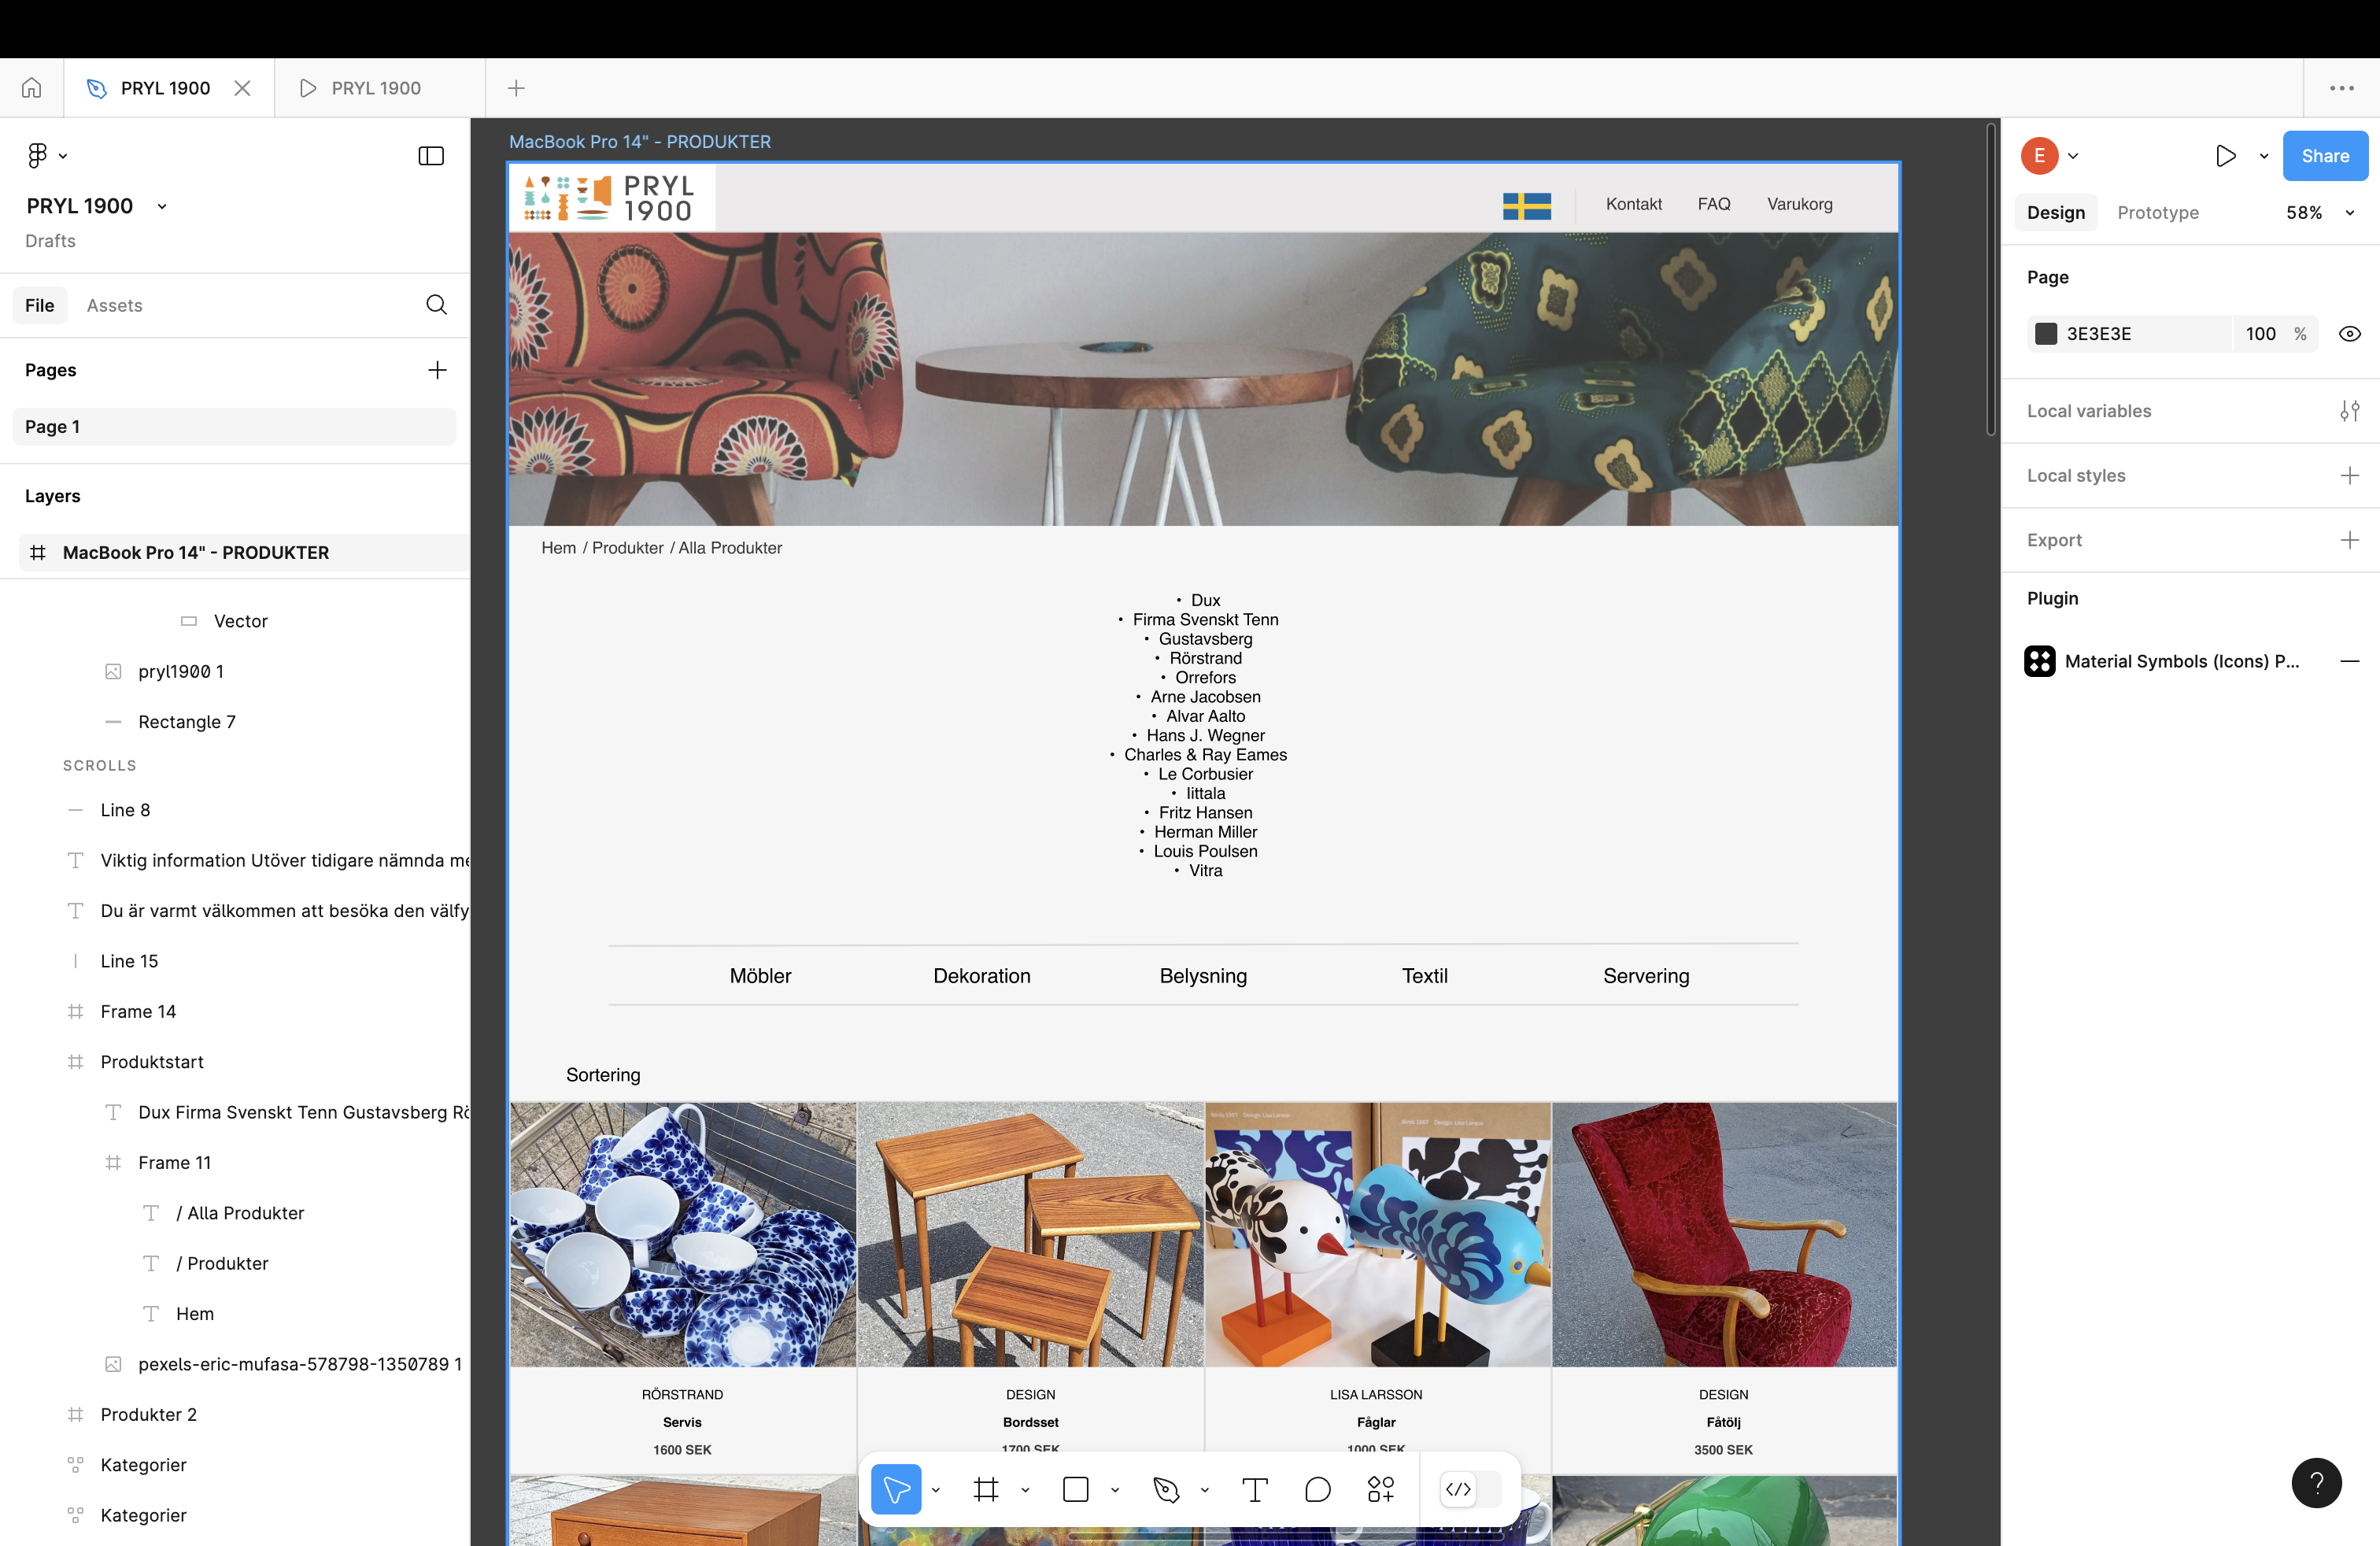 PRYL 1900
PRYL 1900
PRYL 1900
Drafts
File
Assets
Pages
Page 1
Layers
MacBook Pro 14" - PRODUKTER
Vector
pryl1900 1
Rectangle 7
SCROLLS
Line 8
Viktig information Utöver tidigare nämnda me
Du är varmt välkommen att besöka den välfy
Line 15
Frame 14
Produktstart
Dux Firma Svenskt Tenn Gustavsberg Rö
Frame 11
/ Alla Produkter
/ Produkter
Hem
pexels-eric-mufasa-578798-1350789 1
Produkter 2
Kategorier
Kategorier
MacBook Pro 14" - PRODUKTER
PRYL
1900
Kontakt FAQ Varukorg
Hem / Produkter / Alla Produkter
• Dux
• Firma Svenskt Tenn
• Gustavsberg
• Rörstrand
• Orrefors
• Arne Jacobsen
• Alvar Aalto
• Hans J. Wegner
• Charles & Ray Eames
• Le Corbusier
• Iittala
• Fritz Hansen
• Herman Miller
• Louis Poulsen
• Vitra
Möbler Dekoration Belysning Textil Servering
Sortering
RÖRSTRAND
Servis
1600 SEK
DESIGN
Bordsset
1700 SEK
LISA LARSSON
Fåglar
1000 SEK
DESIGN
Fåtölj
3500 SEK
E
Share
Design
Prototype
58%
Page
3E3E3E
100 %
Local variables
Local styles
Export
Plugin
Material Symbols (Icons) P...
?